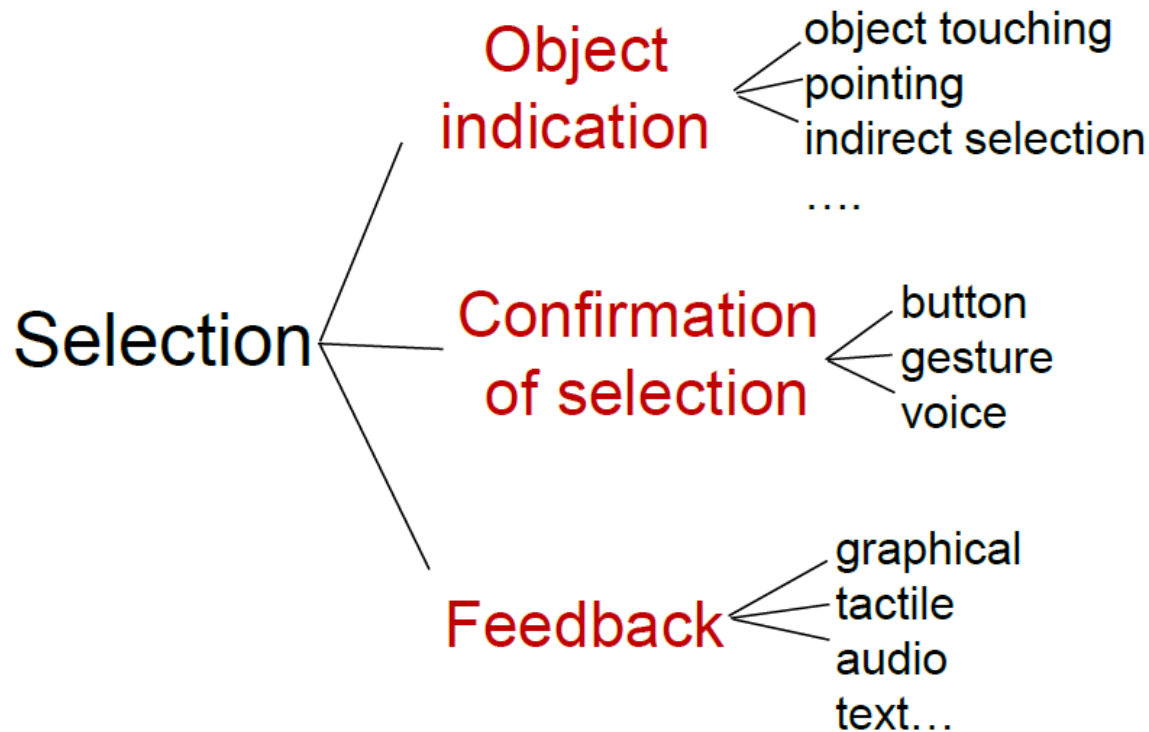 Selection
Object
indication
object touching
pointing
indirect selection
....
Confirmation
of selection
button
gesture
voice
Feedback
graphical
tactile
audio
text...